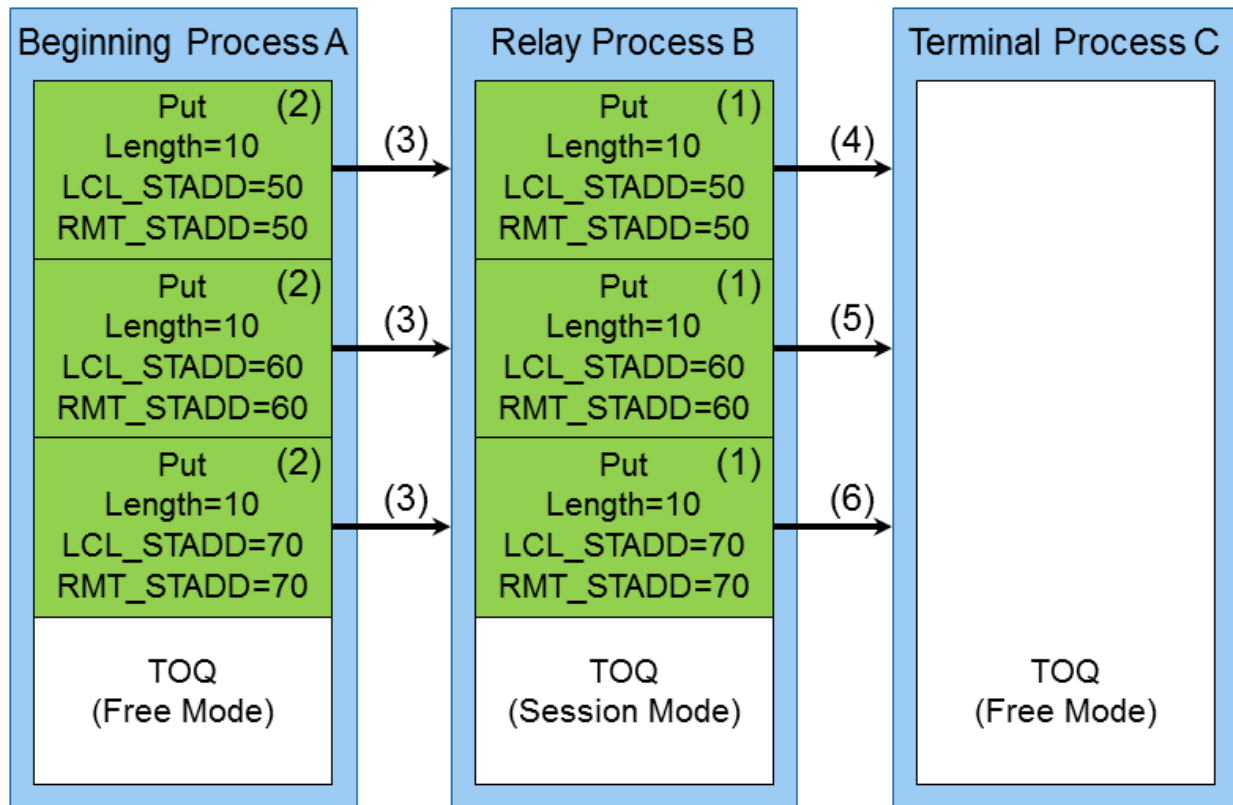 Beginning Process A
Put (2)
Length=10
LCL_STADD=50
RMT_STADD=50
Put (2)
Length=10
LCL_STADD=60
RMT_STADD=60
Put (2)
Length=10
LCL_STADD=70
RMT_STADD=70
TOQ
(Free Mode)
(3)
(3)
(3)
Relay Process B
Put (1)
Length=10
LCL_STADD=50
RMT_STADD=50
Put (1)
Length=10
LCL_STADD=60
RMT_STADD=60
Put (1)
Length=10
LCL_STADD=70
RMT_STADD=70
TOQ
(Session Mode)
(4)
(5)
(6)
Terminal Process C
TOQ
(Free Mode)